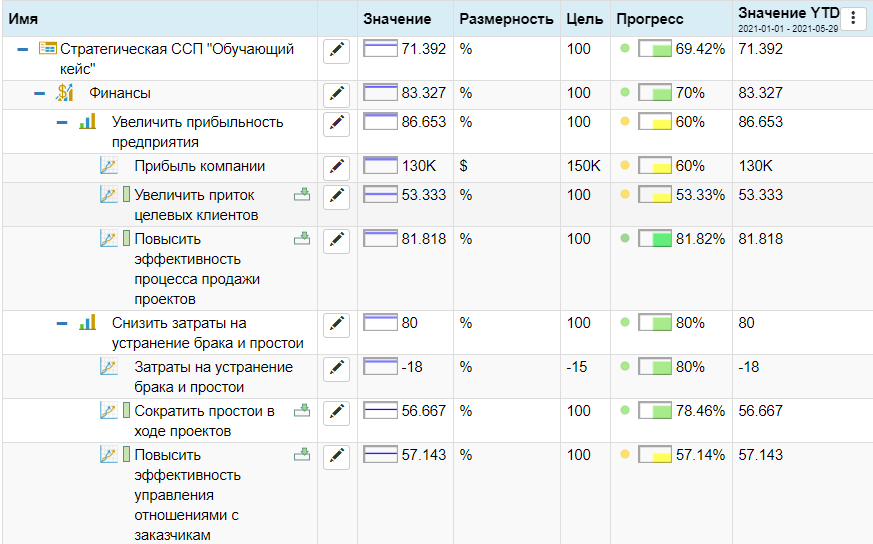 Имя Значение Размерность Цель Прогресс Значение YTD
2021-01-01 - 2021-05-29
Стратегическая ССП "Обучающий 71.392 % 100 69.42% 71.392
кейс"
Финансы 83.327 % 100 70% 83.327
Увеличить прибыльность 86.653 % 100 60% 86.653
предприятия
Прибыль компании 130K $ 150K 60% 130K
Увеличить приток 53.333 % 100 53.33% 53.333
целевых клиентов
Повысить 81.818 % 100 81.82% 81.818
эффективность
процесса продажи
проектов
Снизить затраты на 80 % 100 80% 80
устранение брака и простои
Затраты на устранение -18 % -15 80% -18
брака и простои
Сократить простои в 56.667 % 100 78.46% 56.667
ходе проектов
Повысить 57.143 % 100 57.14% 57.143
эффективность
управления
отношениями с
заказчикам